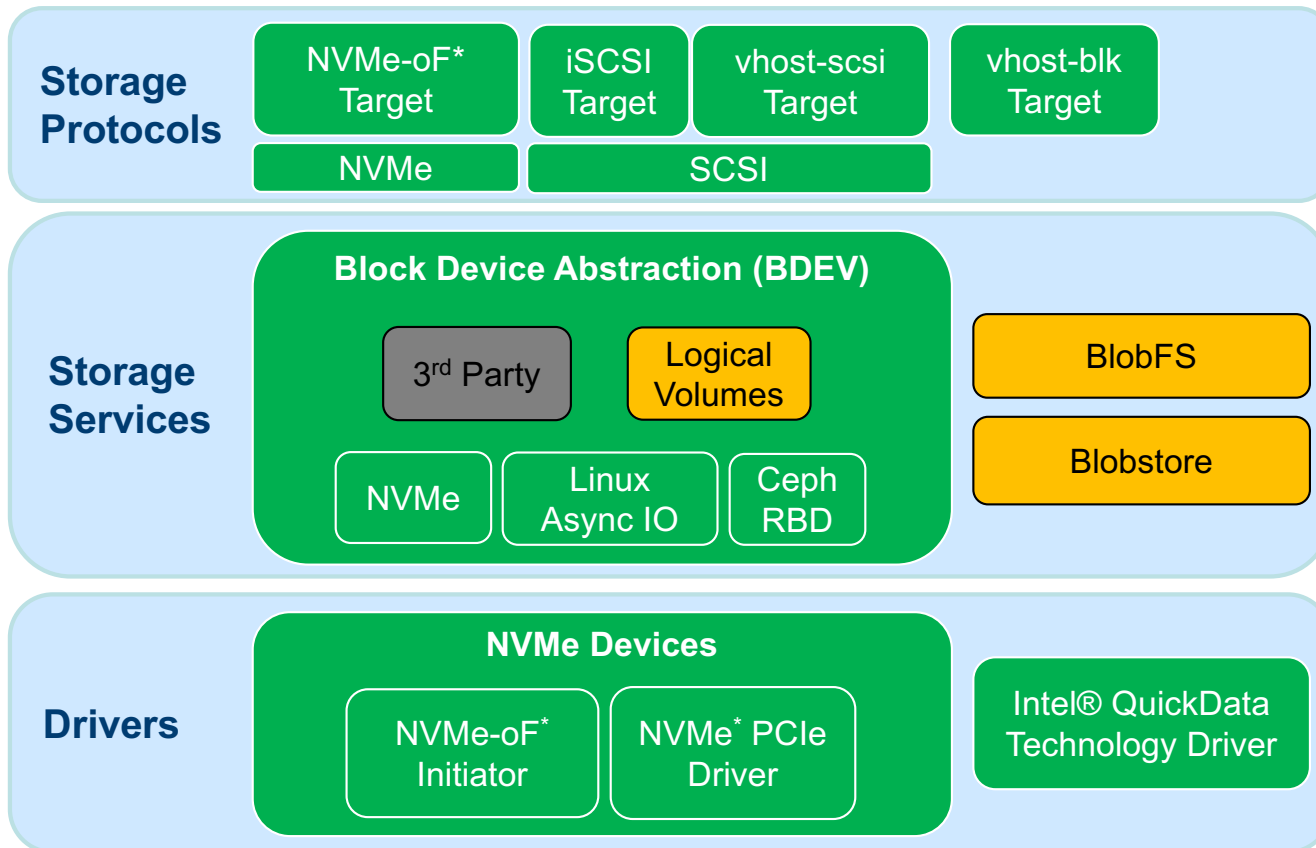 Storage
Protocols
NVMe-oF*
Target
iSCSI
Target
vhost-scsi
Target
vhost-blk
Target
NVMe
SCSI
Storage
Services
Block Device Abstraction (BDEV)
3rd Party
Logical
Volumes
NVMe
Linux
Async IO
Ceph
RBD
BlobFS
Blobstore
Drivers
NVMe Devices
NVMe-oF*
Initiator
NVMe* PCIe
Driver
Intel® QuickData
Technology Driver